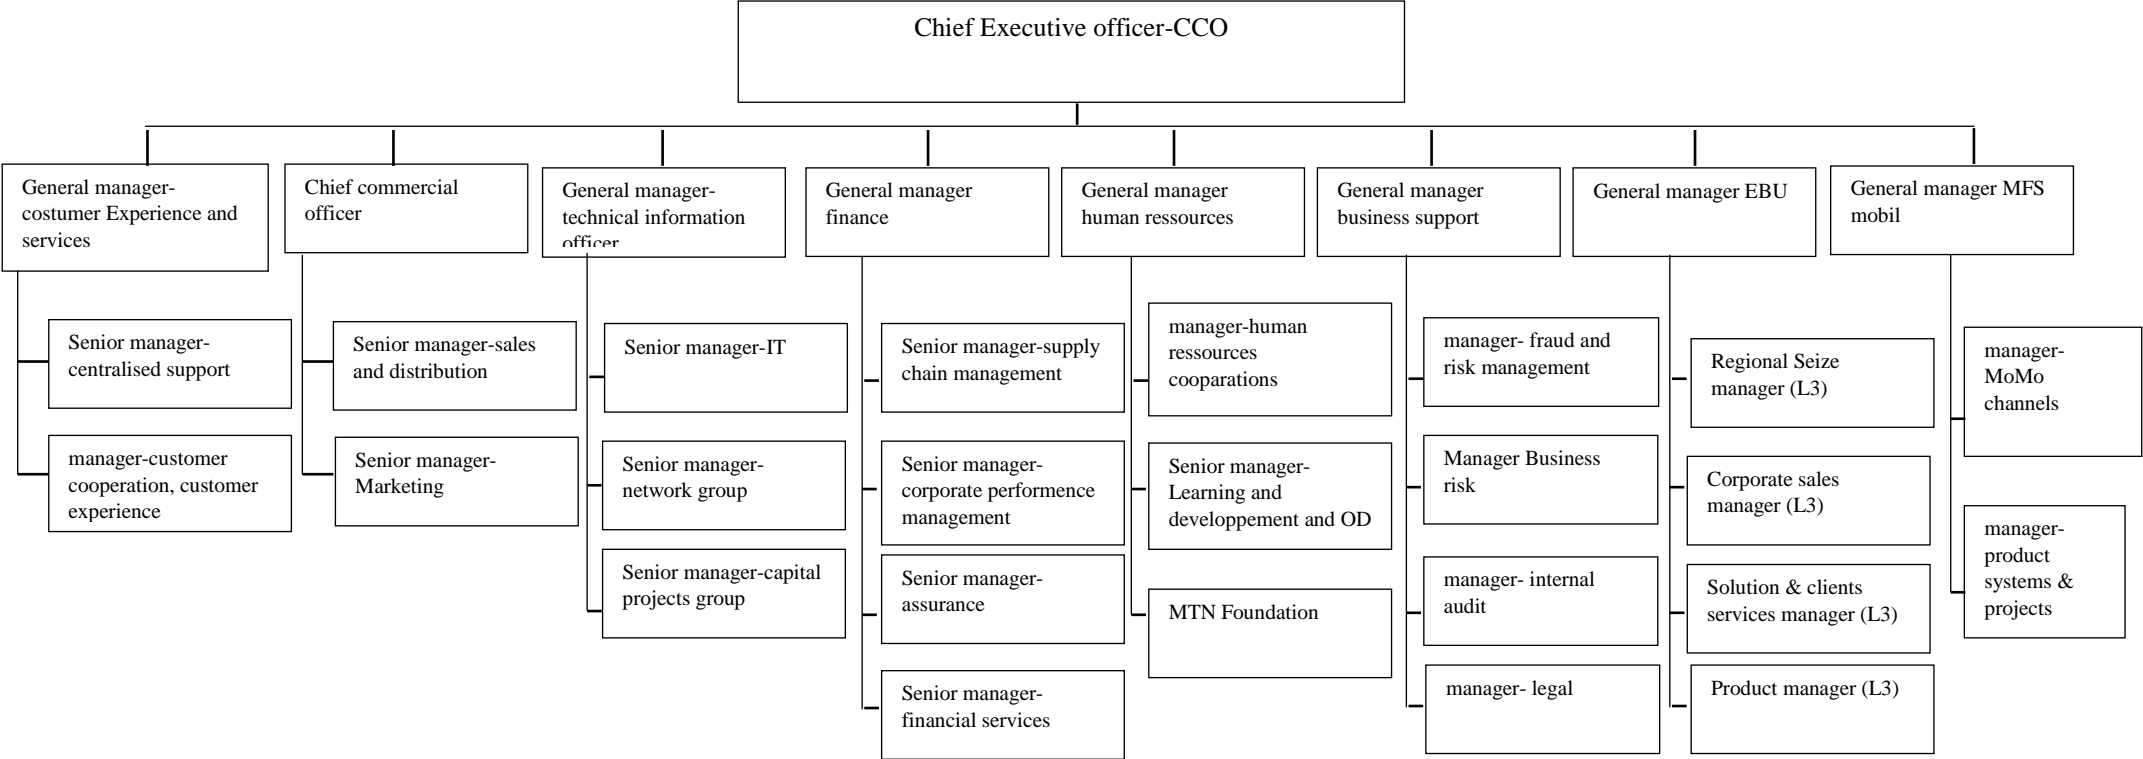 Chief Executive officer-CCO
General manager-
costumer Experience and
services
Chief commercial
officer
General manager-
technical information
officer
General manager
finance
General manager
human ressources
General manager
business support
General manager EBU
General manager MFS
mobil
Senior manager-
centralised support
manager-customer
cooperation, customer
experience
Senior manager-sales
and distribution
Senior manager-
Marketing
Senior manager-IT
Senior manager-
network group
Senior manager-capital
projects group
Senior manager-supply
chain management
Senior manager-
corporate performence
management
Senior manager-
assurance
Senior manager-
financial services
manager-human
ressources
cooparations
Senior manager-
Learning and
developpement and OD
MTN Foundation
manager- fraud and
risk management
Manager Business
risk
manager- internal
audit
manager- legal
Regional Seize
manager (L3)
Corporate sales
manager (L3)
Solution & clients
services manager (L3)
Product manager (L3)
manager-
MoMo
channels
manager-
product
systems &
projects